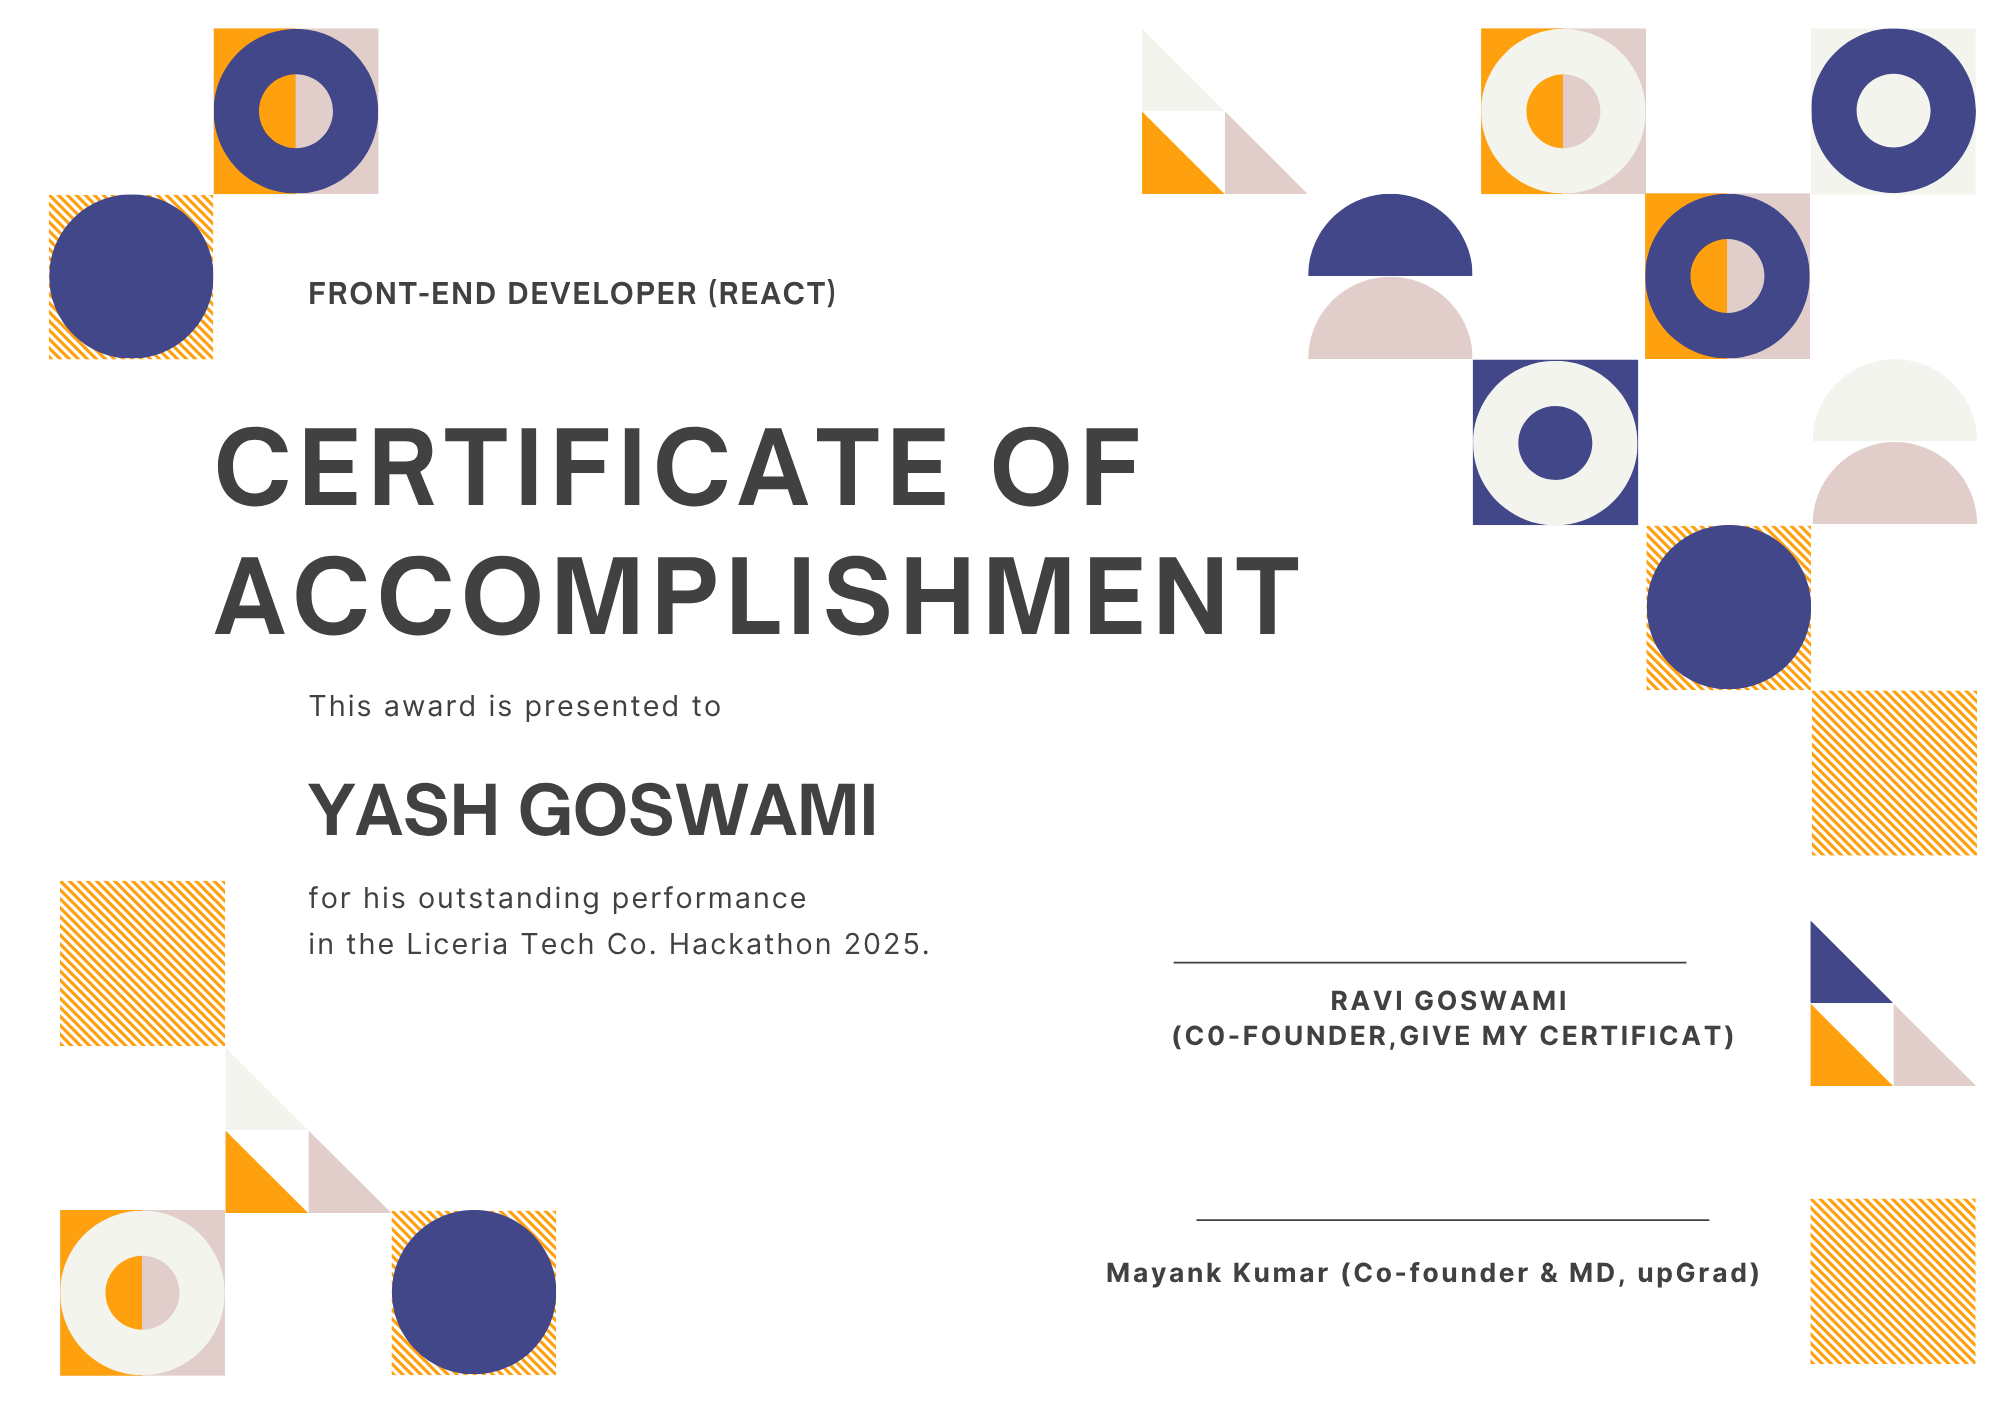 FRONT-END DEVELOPER (REACT)
CERTIFICATE OF
ACCOMPLISHMENT
This award is presented to
YASH GOSWAMI
for his outstanding performance
in the Liceria Tech Co. Hackathon 2025.
RAVI GOSWAMI
(C0-FOUNDER,GIVE MY CERTIFICAT)
Mayank Kumar (Co-founder & MD, upGrad)